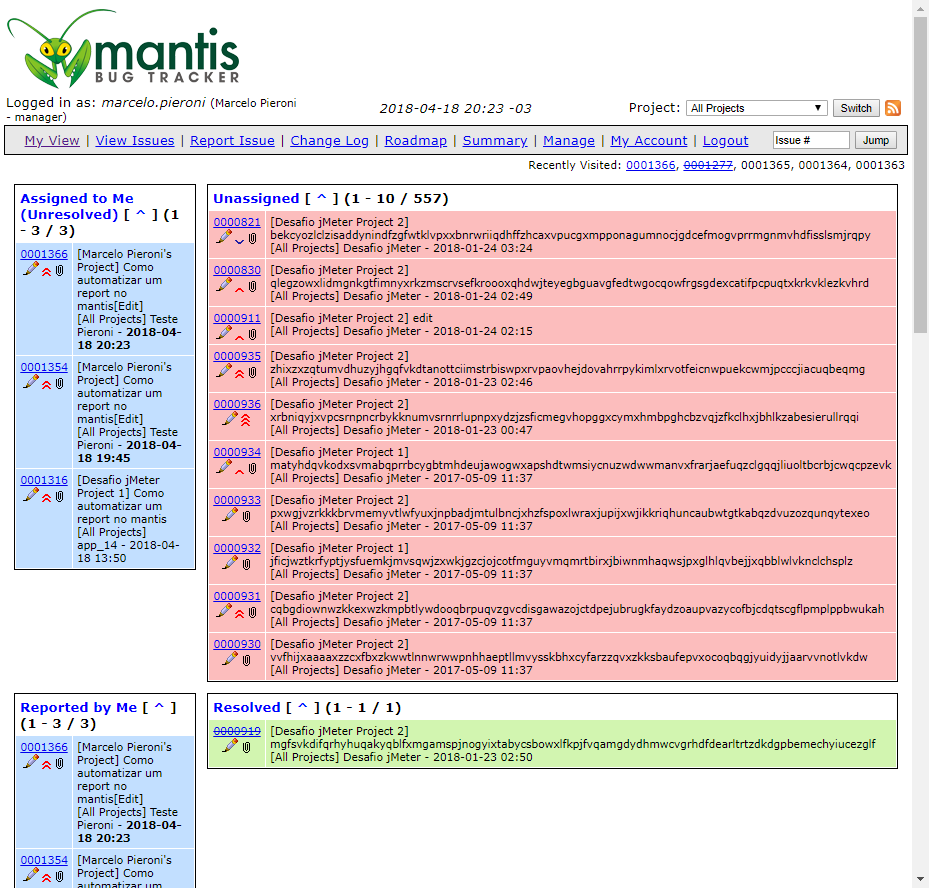 mantis
BUG TRACKER
Logged in as: marcelo.pieroni (Marcelo Pieroni
- manager)
2018-04-18 20:23 -03
Project: All Projects Switch
My View | View Issues | Report Issue | Change Log | Roadmap | Summary | Manage | My Account | Logout
Issue # Jump
Recently Visited: 0001366, 0001277, 0001365, 0001364, 0001363
Assigned to Me
(Unresolved) [ ^ ] (1
- 3 / 3)
0001366
[Marcelo Pieroni's
Project] Como
automatizar um
report no
mantis[Edit]
[All Projects] Teste
Pieroni - 2018-04-
18 20:23
0001354
[Marcelo Pieroni's
Project] Como
automatizar um
report no
mantis[Edit]
[All Projects] Teste
Pieroni - 2018-04-
18 19:45
0001316
[Desafio jMeter
Project 1] Como
automatizar um
report no mantis
[All Projects]
app_14 - 2018-04-
18 13:50
Unassigned [ ^ ] (1 - 10 / 557)
0000821
[Desafio jMeter Project 2]
bekcyozlclzisaddynindfzgfwtklvpxxbnrwriiqdhffzhcaxvpucgxmpponagumnocjgdcefmogvprrmgnmvhdfisslsmjrqpy
[All Projects] Desafio jMeter - 2018-01-24 03:24
0000830
[Desafio jMeter Project 2]
qlegzowxlidmgnkgtfimnyxrkzmscrvsefkroooxqhdwjteyegbguavgfedtwgocqowfrgsgdexcatifpcpuqtxkrkvklezkvhrd
[All Projects] Desafio jMeter - 2018-01-24 02:49
0000911
[Desafio jMeter Project 2] edit
[All Projects] Desafio jMeter - 2018-01-24 02:15
0000935
[Desafio jMeter Project 2]
zhixzxzqtumvdhuzyjhgqfvkdtanottciimstrbiswpxrvpaovhejdovahrrpykimlxrvotfeicnwpuekcwmjpcccjiacuqbeqmg
[All Projects] Desafio jMeter - 2018-01-23 02:46
0000936
[Desafio jMeter Project 2]
xrbniqyjxvpcsrnpncrbykknumvsrnrrlupnpxydzjzsficmegvhopggxcymxhmbpghcbzvqjzfkclhxjbhlkzabesierullrqqi
[All Projects] Desafio jMeter - 2018-01-23 00:47
0000934
[Desafio jMeter Project 1]
matyhdqvkodxsvmabqprrbcygbtmhdeujawogwxapshdtwmsiycnuzwdwwmanvxfrarjaefuqzclgqqjliuoltbcrbjcwqcpzevk
[All Projects] Desafio jMeter - 2017-05-09 11:37
0000933
[Desafio jMeter Project 2]
pxwgjvzrkkkbrvmemyvtlwfyuxjnpbadjmtulbncjxhzfspoxlwraxjupijxwjikkriqhuncaubwtgtkabqzdvuzozqunqytexeo
[All Projects] Desafio jMeter - 2017-05-09 11:37
0000932
[Desafio jMeter Project 1]
jficjwztkrfyptjysfuemkjmvsqwjzxwkjgzcjojcotfmguyvmqmrtbirxjbiwnmhaqwsjpxglhlqvbejjxqbblwlvknclchsplz
[All Projects] Desafio jMeter - 2017-05-09 11:37
0000931
[Desafio jMeter Project 2]
cqbgdiownwzkkexwzkmpbtlywdooqbrpuqvzgvcdisgawazojctdpejubrugkfaydzoaupvazycofbjcdqtscgflpmplppbwukah
[All Projects] Desafio jMeter - 2017-05-09 11:37
0000930
[Desafio jMeter Project 2]
vvfhijxaaaaxzzcxfbxzkwwtlnnwrwwpnhhaeptllmvysskbhxcyfarzzqvxzkksbaufepvxocoqbqgjyuidyjjaarvvnotlvkdw
[All Projects] Desafio jMeter - 2017-05-09 11:37
Reported by Me [ ^ ]
(1 - 3 / 3)
0001366
[Marcelo Pieroni's
Project] Como
automatizar um
report no
mantis[Edit]
[All Projects] Teste
Pieroni - 2018-04-
18 20:23
0001354
[Marcelo Pieroni's
Project] Como
automatizar um
Resolved [ ^ ] (1 - 1 / 1)
0000919
[Desafio jMeter Project 2]
mgfsvkdifqrhyhuqakyqblfxmgamspjnogyixtabycsbowxlfkpjfvqamgdydhmwcvgrhdfdearltrtzdkdgpbemechyiucezglf
[All Projects] Desafio jMeter - 2018-01-23 02:50